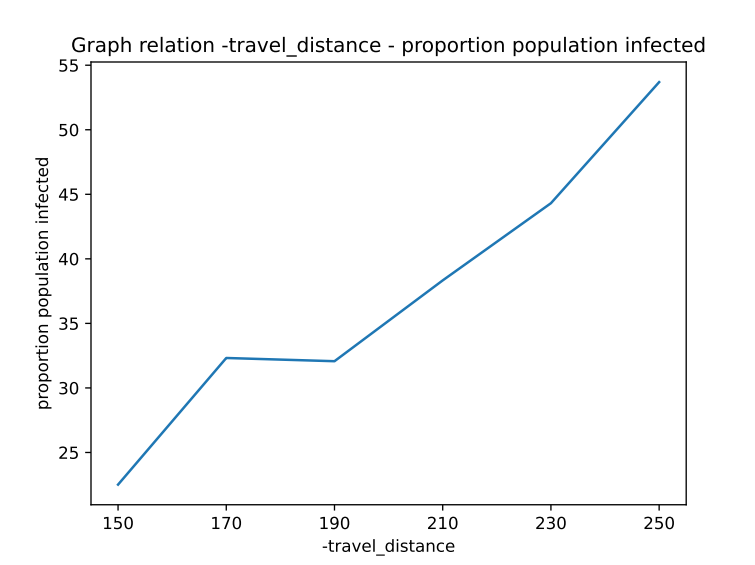 Graph relation -travel_distance - proportion population infected
55
50
45
40
35
30
25
proportion population infected
150 170 190 210 230 250
-travel_distance